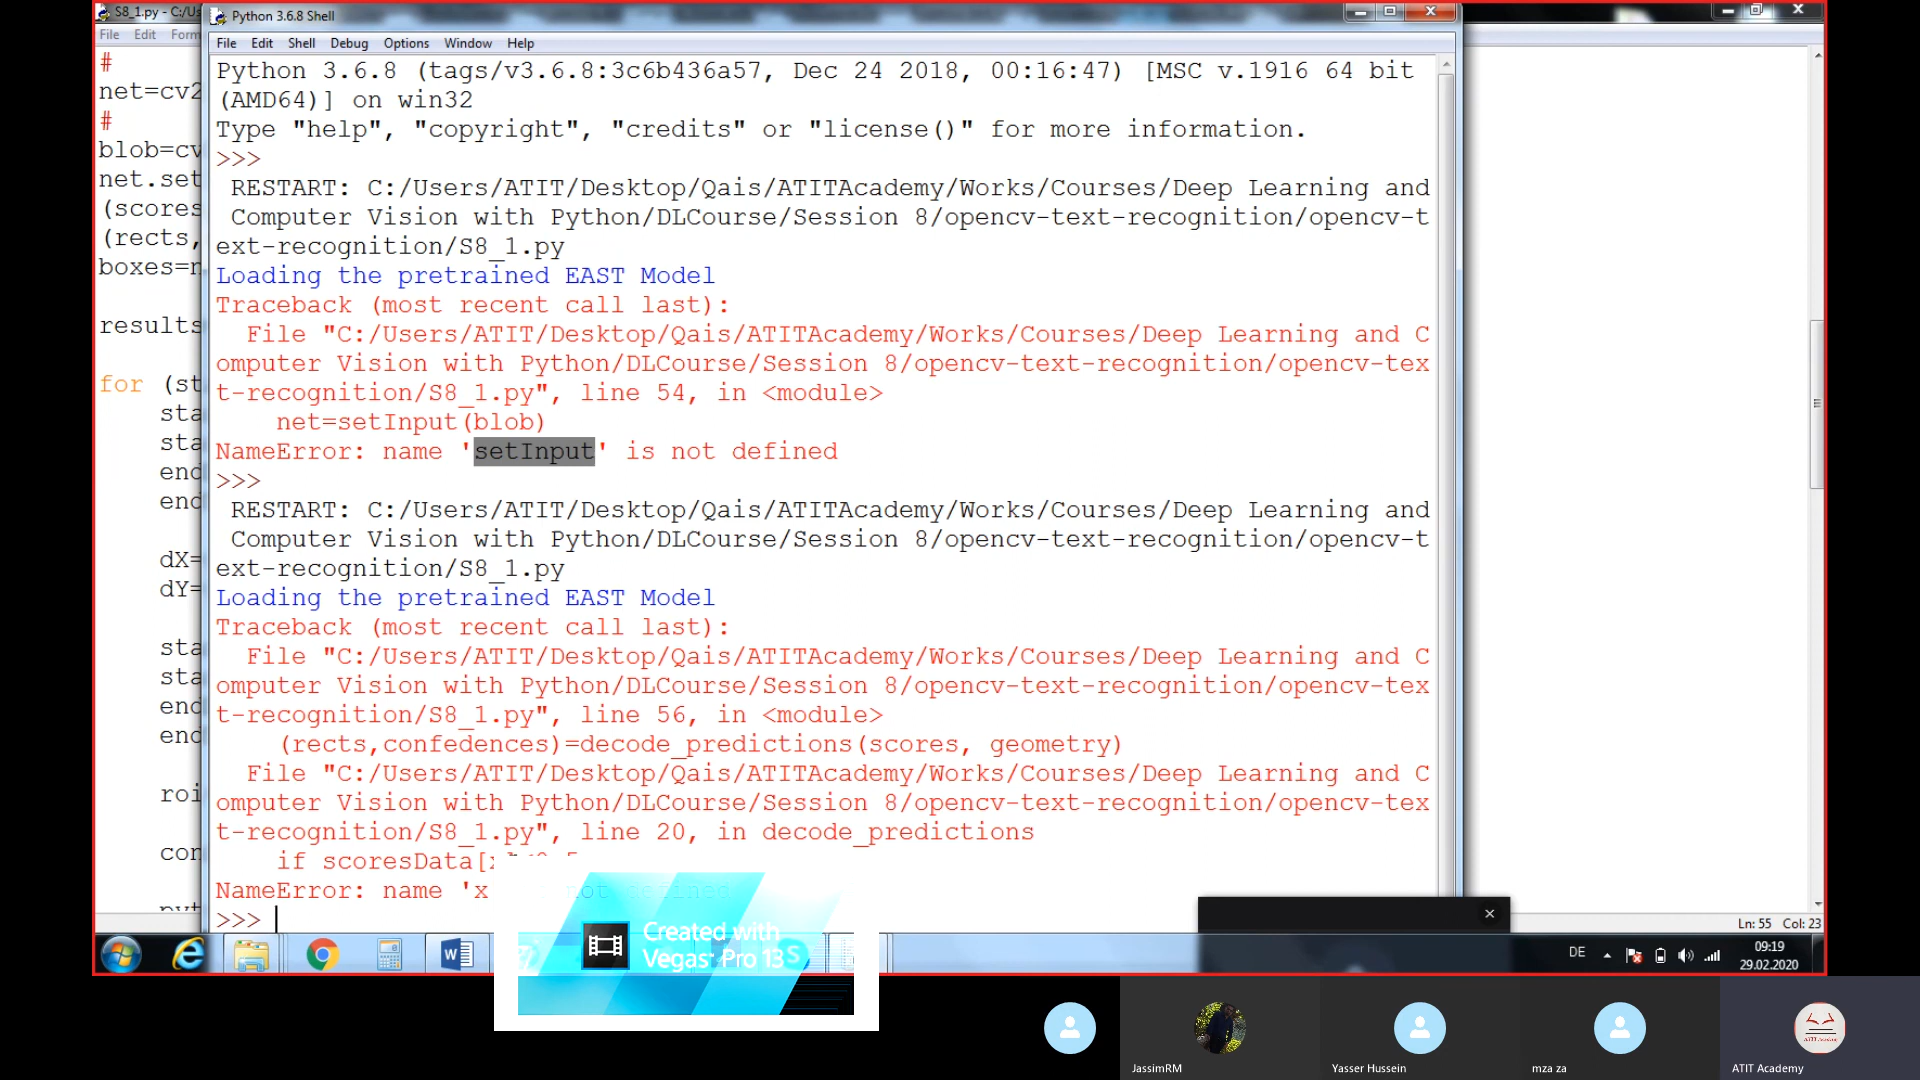 S8_1.py - C:/Us
Python 3.6.8 Shell
File Edit Form
File Edit Shell Debug Options Window Help
#
net=cv2
#
blob=cv
net.set
(scores
(rects,
boxes=n
results
for (st
sta
sta
end
end
dX=
dY=
sta
sta
end
end
roi
con
Python 3.6.8 (tags/v3.6.8:3c6b436a57, Dec 24 2018, 00:16:47) [MSC v.1916 64 bit
(AMD64)] on win32
Type "help", "copyright", "credits" or "license()" for more information.
>>>
RESTART: C:/Users/ATIT/Desktop/Qais/ATITAcademy/Works/Courses/Deep Learning and
Computer Vision with Python/DLCourse/Session 8/opencv-text-recognition/opencv-t
ext-recognition/S8_1.py
Loading the pretrained EAST Model
Traceback (most recent call last):
File "C:/Users/ATIT/Desktop/Qais/ATITAcademy/Works/Courses/Deep Learning and C
omputer Vision with Python/DLCourse/Session 8/opencv-text-recognition/opencv-tex
t-recognition/S8_1.py", line 54, in <module>
net=setInput(blob)
NameError: name 'setInput' is not defined
>>>
RESTART: C:/Users/ATIT/Desktop/Qais/ATITAcademy/Works/Courses/Deep Learning and
Computer Vision with Python/DLCourse/Session 8/opencv-text-recognition/opencv-t
ext-recognition/S8_1.py
Loading the pretrained EAST Model
Traceback (most recent call last):
File "C:/Users/ATIT/Desktop/Qais/ATITAcademy/Works/Courses/Deep Learning and C
omputer Vision with Python/DLCourse/Session 8/opencv-text-recognition/opencv-tex
t-recognition/S8_1.py", line 56, in <module>
(rects,confedences)=decode_predictions(scores, geometry)
File "C:/Users/ATIT/Desktop/Qais/ATITAcademy/Works/Courses/Deep Learning and C
omputer Vision with Python/DLCourse/Session 8/opencv-text-recognition/opencv-tex
t-recognition/S8_1.py", line 20, in decode_predictions
if scoresData[x
NameError: name 'x not defined
>>>
Ln: 55 Col: 23
Created with
Vegas Pro 13
DE
09:19
29.02.2020
JassimRM
Yasser Hussein
mza za
ATIT Academy